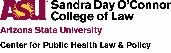 ASU Sandra Day O'Connor
College of Law
Arizona State University
Center for Public Health Law & Policy